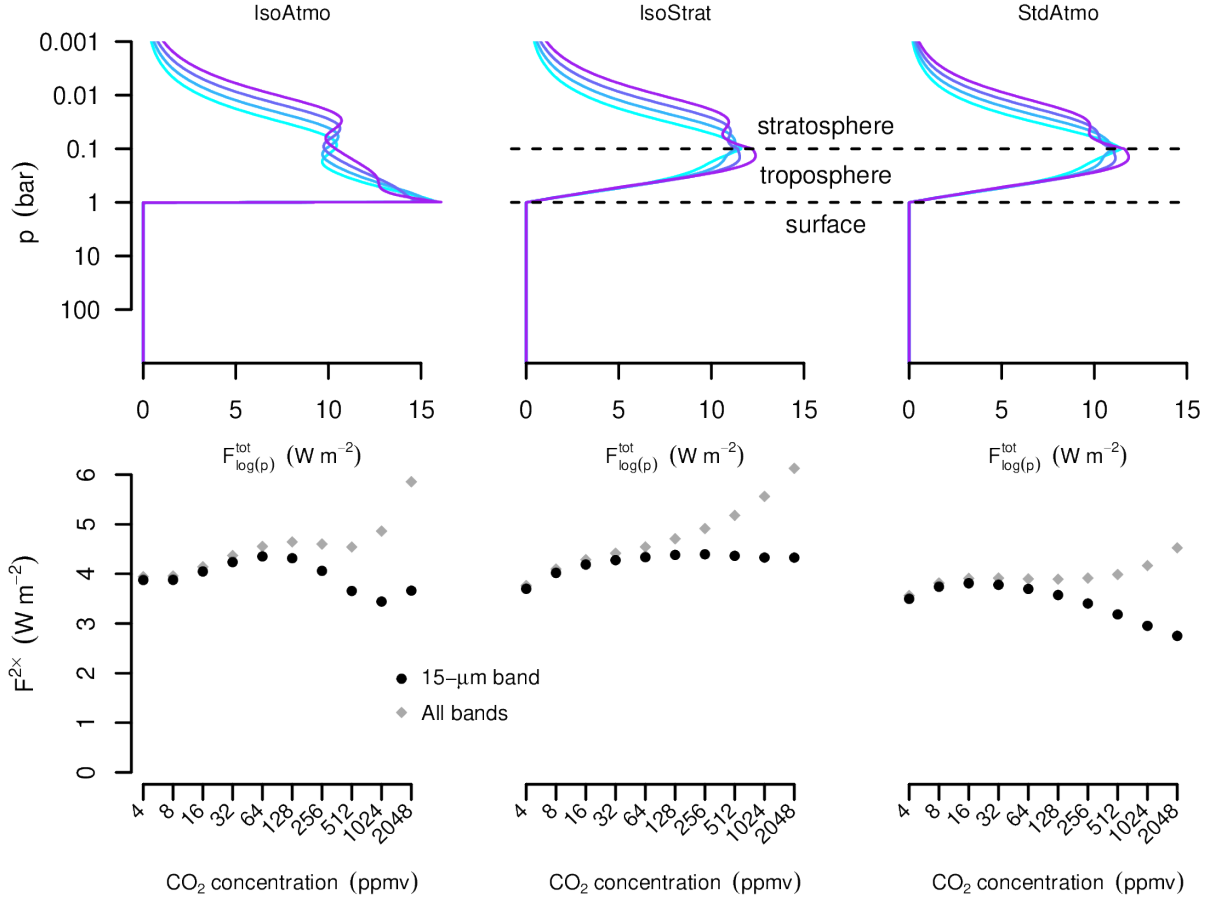 IsoAtmo IsoStrat StdAtmo
0.001
0.01
0.1
1
10
100
p (bar)
stratosphere
troposphere
surface
0 5 10 15 0 5 10 15 0 5 10 15
F^tot_log(p) (W m−2) F^tot_log(p) (W m−2) F^tot_log(p) (W m−2)
6
5
4
3
2
1
0
F2× (W m−2)
15−μm band
All bands
4 8 16 32 64 128 256 512 1024 2048 4 8 16 32 64 128 256 512 1024 2048 4 8 16 32 64 128 256 512 1024 2048
CO2 concentration (ppmv) CO2 concentration (ppmv) CO2 concentration (ppmv)